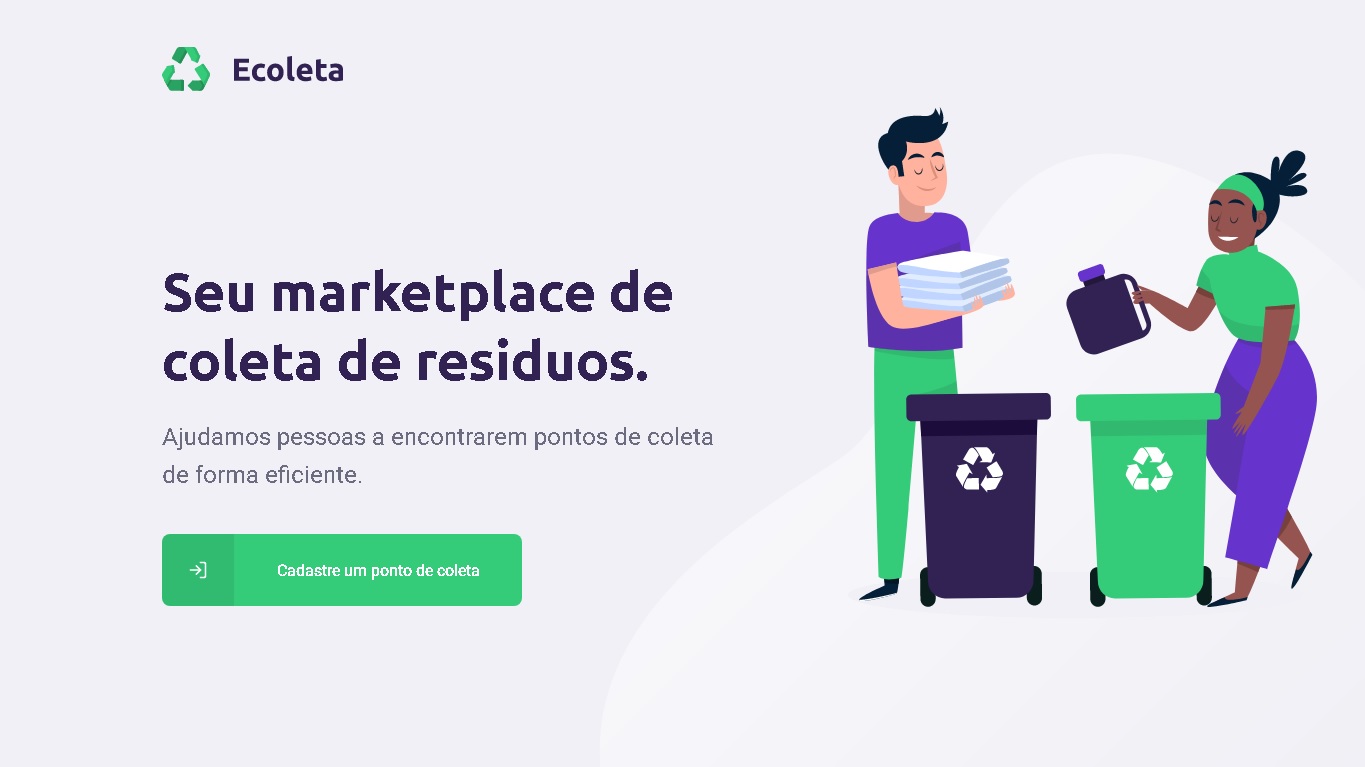 Ecoleta
Seu marketplace de
coleta de residuos.
Ajudamos pessoas a encontrarem pontos de coleta
de forma eficiente.
Cadastre um ponto de coleta